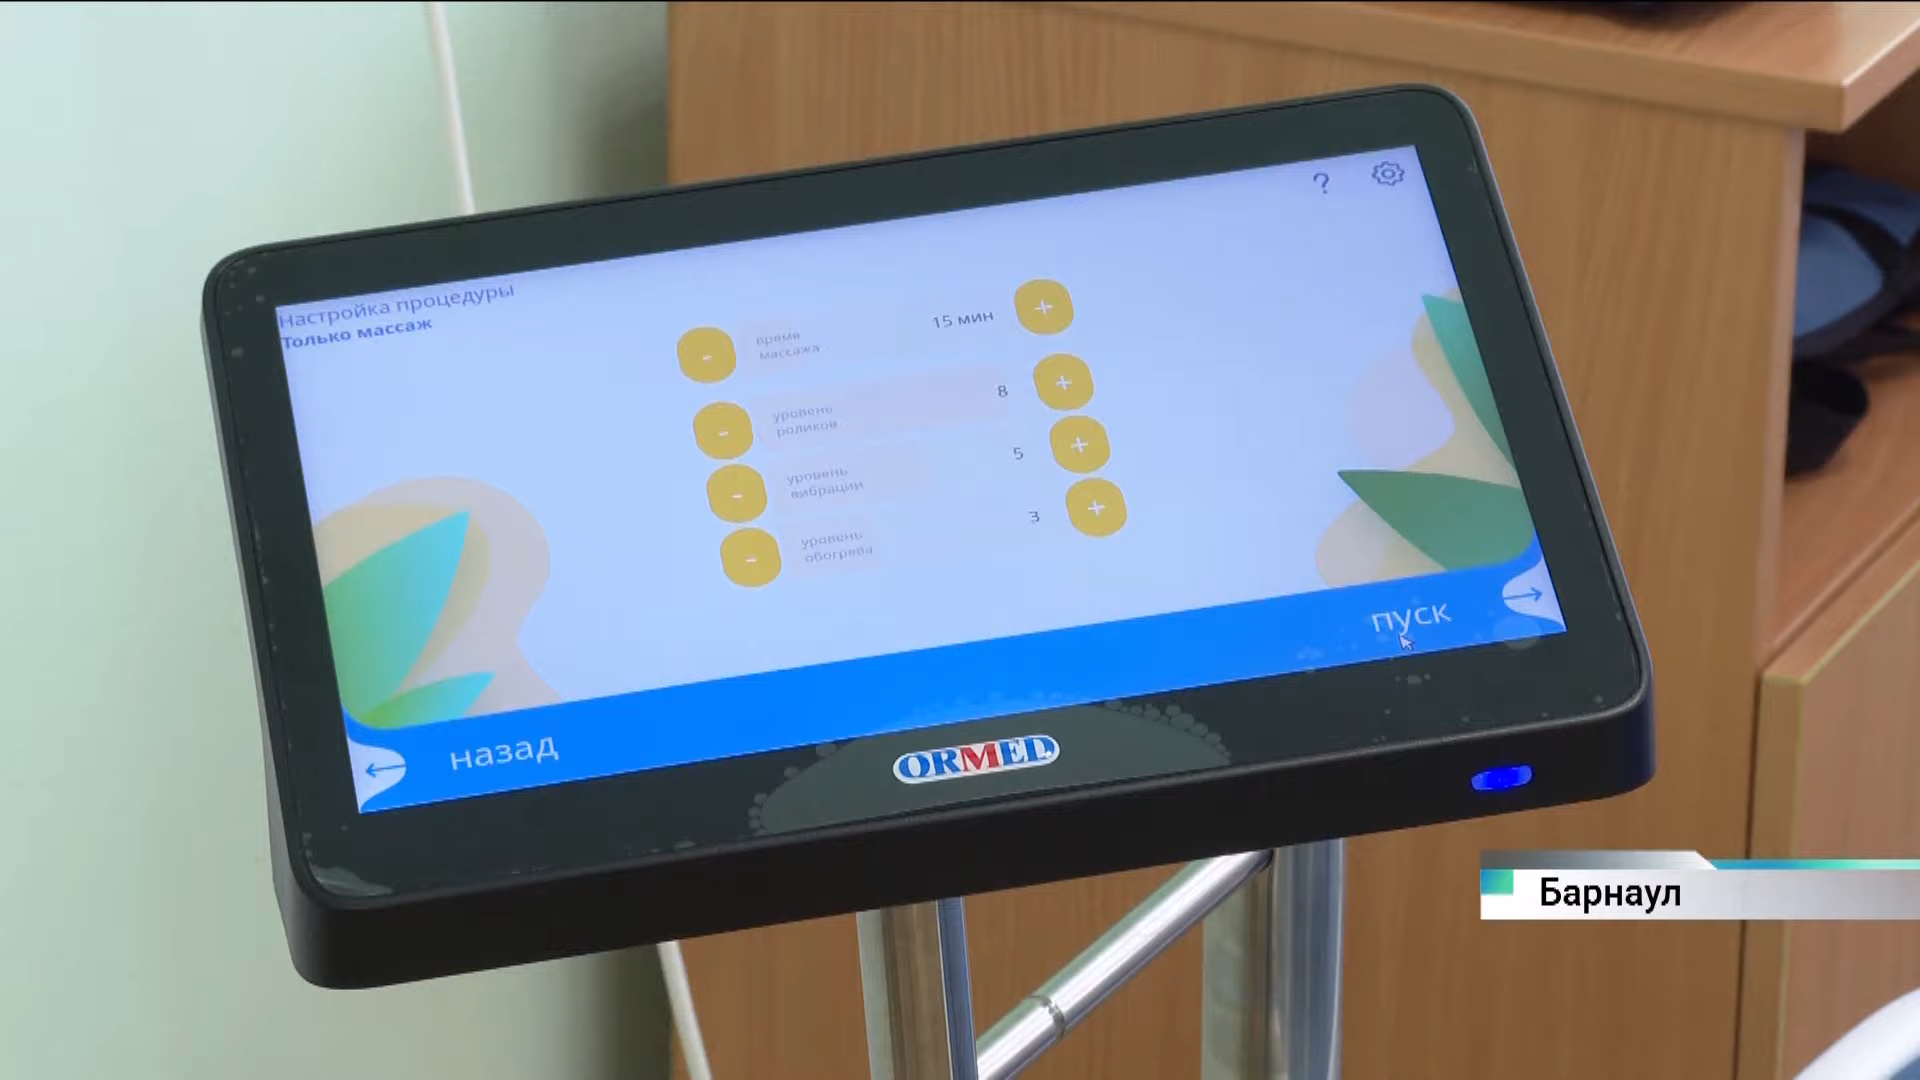 ?
Настройка процедуры
Только массаж
-
время
массажа
15 мин
+
-
уровень
роликов
8
+
-
уровень
вибрации
5
+
-
уровень
обогрева
3
+
← назад
пуск →
ORMED
Барнаул